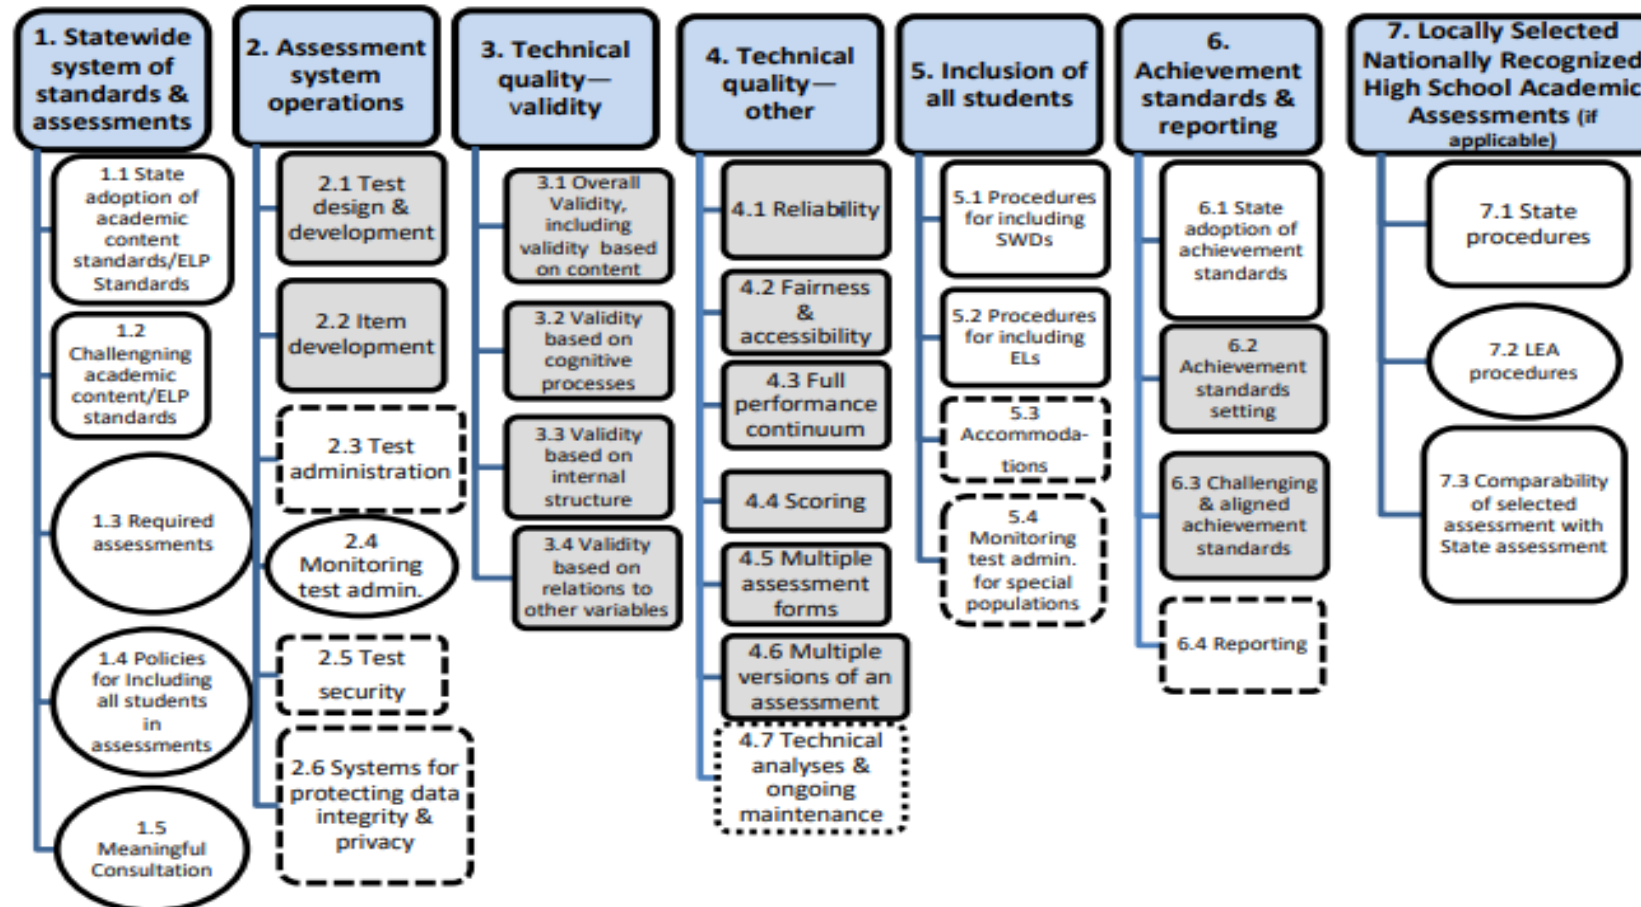 1. Statewide
system of
standards &
assessments
1.1 State
adoption of
academic
content
standards/ELP
Standards
1.2
Challengning
academic
content/ELP
standards
1.3 Required
assessments
1.4 Policies
for Including
all students
in
assessments
1.5
Meaningful
Consultation
2. Assessment
system
operations
2.1 Test
design &
development
2.2 Item
development
2.3 Test
administration
2.4
Monitoring
test admin.
2.5 Test
security
2.6 Systems for
protecting data
integrity &
privacy
3. Technical
quality—
validity
3.1 Overall
Validity,
including
validity based
on content
3.2 Validity
based on
cognitive
processes
3.3 Validity
based on
internal
structure
3.4 Validity
based on
relations to
other variables
4. Technical
quality—
other
4.1 Reliability
4.2 Fairness
&
accessibility
4.3 Full
performance
continuum
4.4 Scoring
4.5 Multiple
assessment
forms
4.6 Multiple
versions of an
assessment
4.7 Technical
analyses &
ongoing
maintenance
5. Inclusion of
all students
5.1 Procedures
for including
SWDs
5.2 Procedures
for including
ELs
5.3
Accommoda-
tions
5.4
Monitoring
test admin.
for special
populations
6.
Achievement
standards &
reporting
6.1 State
adoption of
achievement
standards
6.2
Achievement
standards
setting
6.3 Challenging
& aligned
achievement
standards
6.4 Reporting
7. Locally Selected
Nationally Recognized
High School Academic
Assessments (if
applicable)
7.1 State
procedures
7.2 LEA
procedures
7.3 Comparability
of selected
assessment with
State assessment